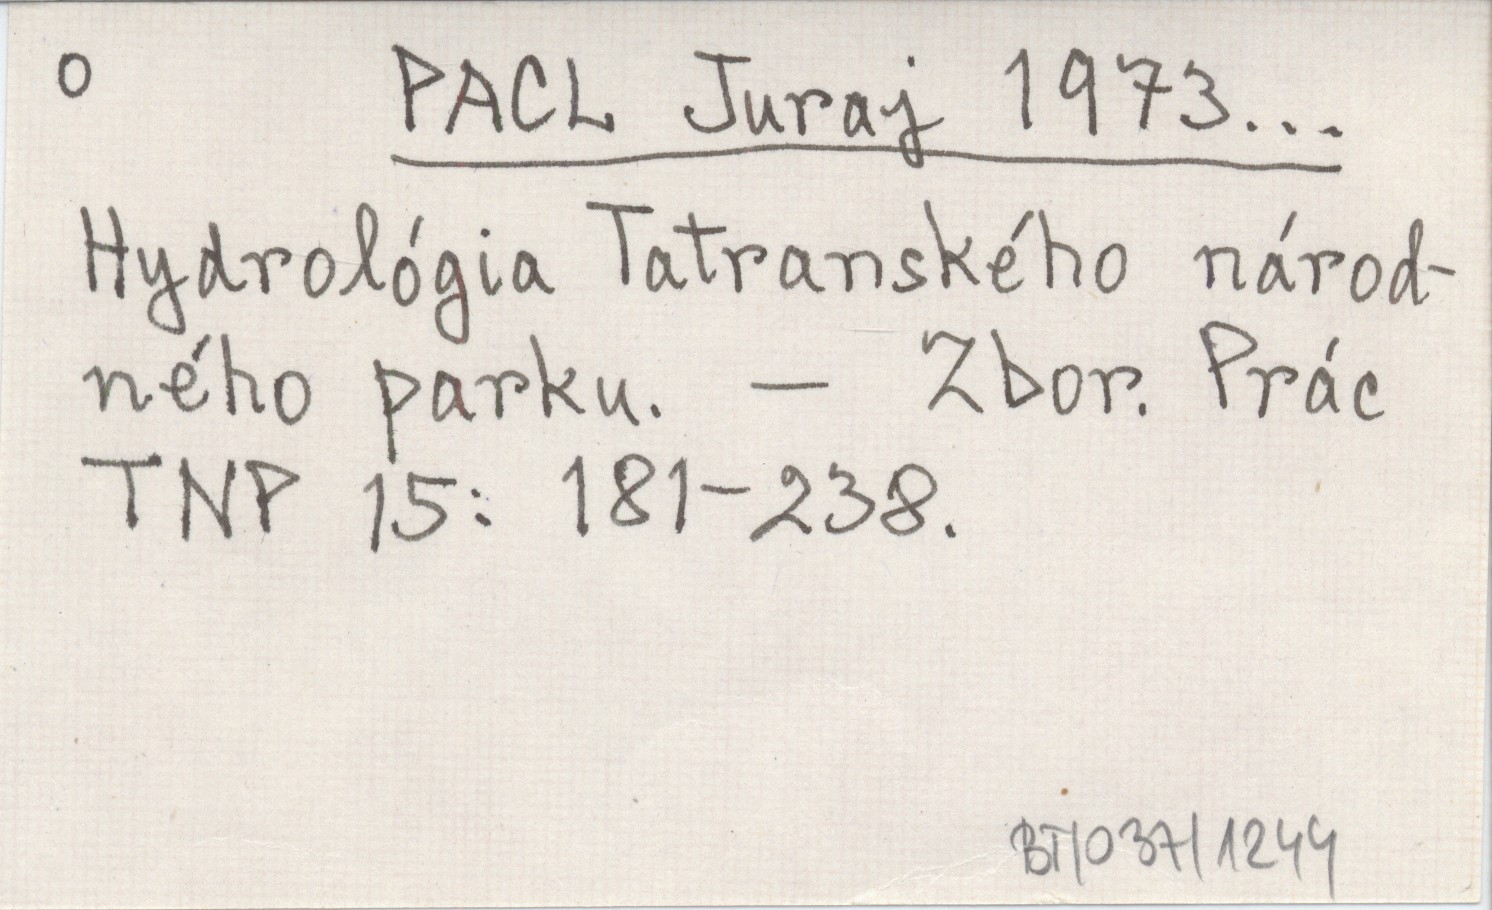 o PACL Juraj 1973...
Hydrológia Tatranského národ-
ného parku. — Zbor. Prác
TNP 15: 181-238.
BT/037/1244